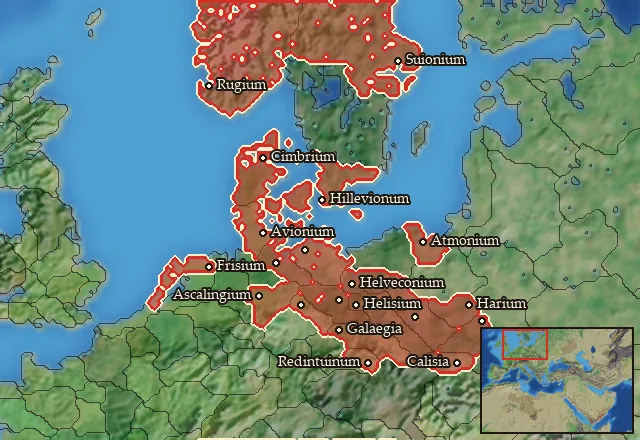 Suionium
Rugium
Cimbrium
Hillevionum
Avionium
Atmonium
Frisium
Helveconium
Ascalingium
Helisium
Harium
Galaegia
Redintuinum
Calisia